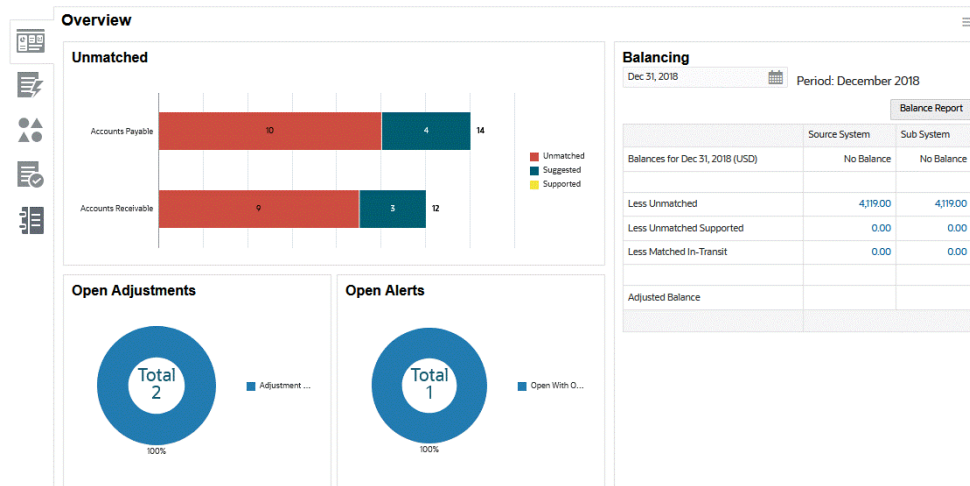 Overview
Unmatched
Accounts Payable
10
4
14
Accounts Receivable
9
3
12
Unmatched
Suggested
Supported
Open Adjustments
Total
2
Adjustment ...
100%
Open Alerts
Total
1
Open With O...
100%
Balancing
Dec 31, 2018
Period: December 2018
Balance Report
Source System Sub System
Balances for Dec 31, 2018 (USD) No Balance No Balance
Less Unmatched 4,119.00 4,119.00
Less Unmatched Supported 0.00 0.00
Less Matched In-Transit 0.00 0.00
Adjusted Balance